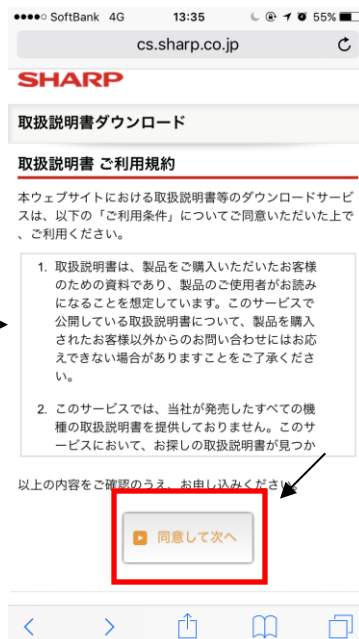 SoftBank 4G 13:35 55%
cs.sharp.co.jp
SHARP
取扱説明書ダウンロード
取扱説明書 ご利用規約
本ウェブサイトにおける取扱説明書等のダウンロードサービ
スは、以下の「ご利用条件」についてご同意いただいた上で
、ご利用ください。
1. 取扱説明書は、製品をご購入いただいたお客様
のための資料であり、製品のご使用者がお読み
になることを想定しています。このサービスで
公開している取扱説明書について、製品を購入
されたお客様以外からのお問い合わせにはお応
えできない場合がありますことをご了承くださ
い。
2. このサービスでは、当社が発売したすべての機
種の取扱説明書を提供しておりません。このサ
ービスにおいて、お探しの取扱説明書が見つか
以上の内容をご確認のうえ、お申し込みください。
同意して次へ